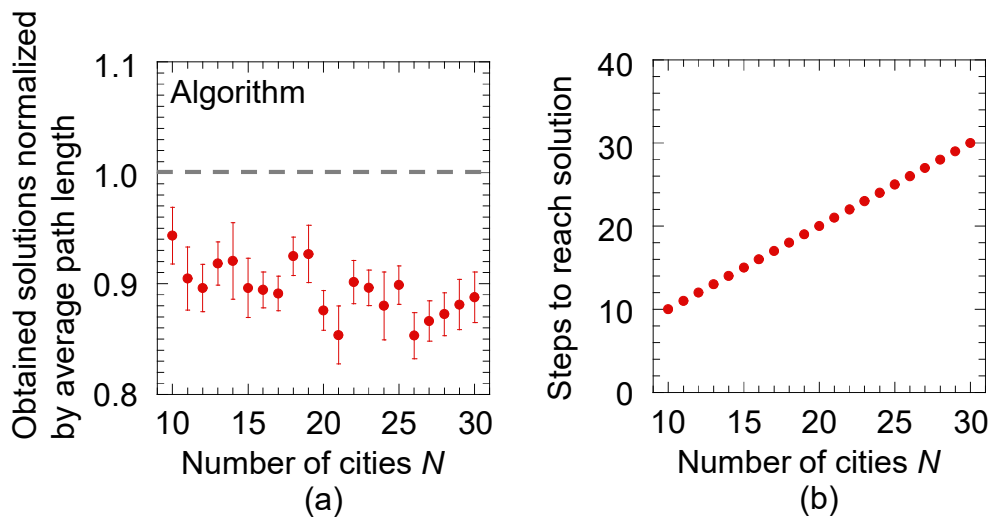 Obtained solutions normalized
by average path length
1.1
1.0
0.9
0.8
Algorithm
10
15
20
25
30
Number of cities N
(a)
Steps to reach solution
40
30
20
10
0
10
15
20
25
30
Number of cities N
(b)